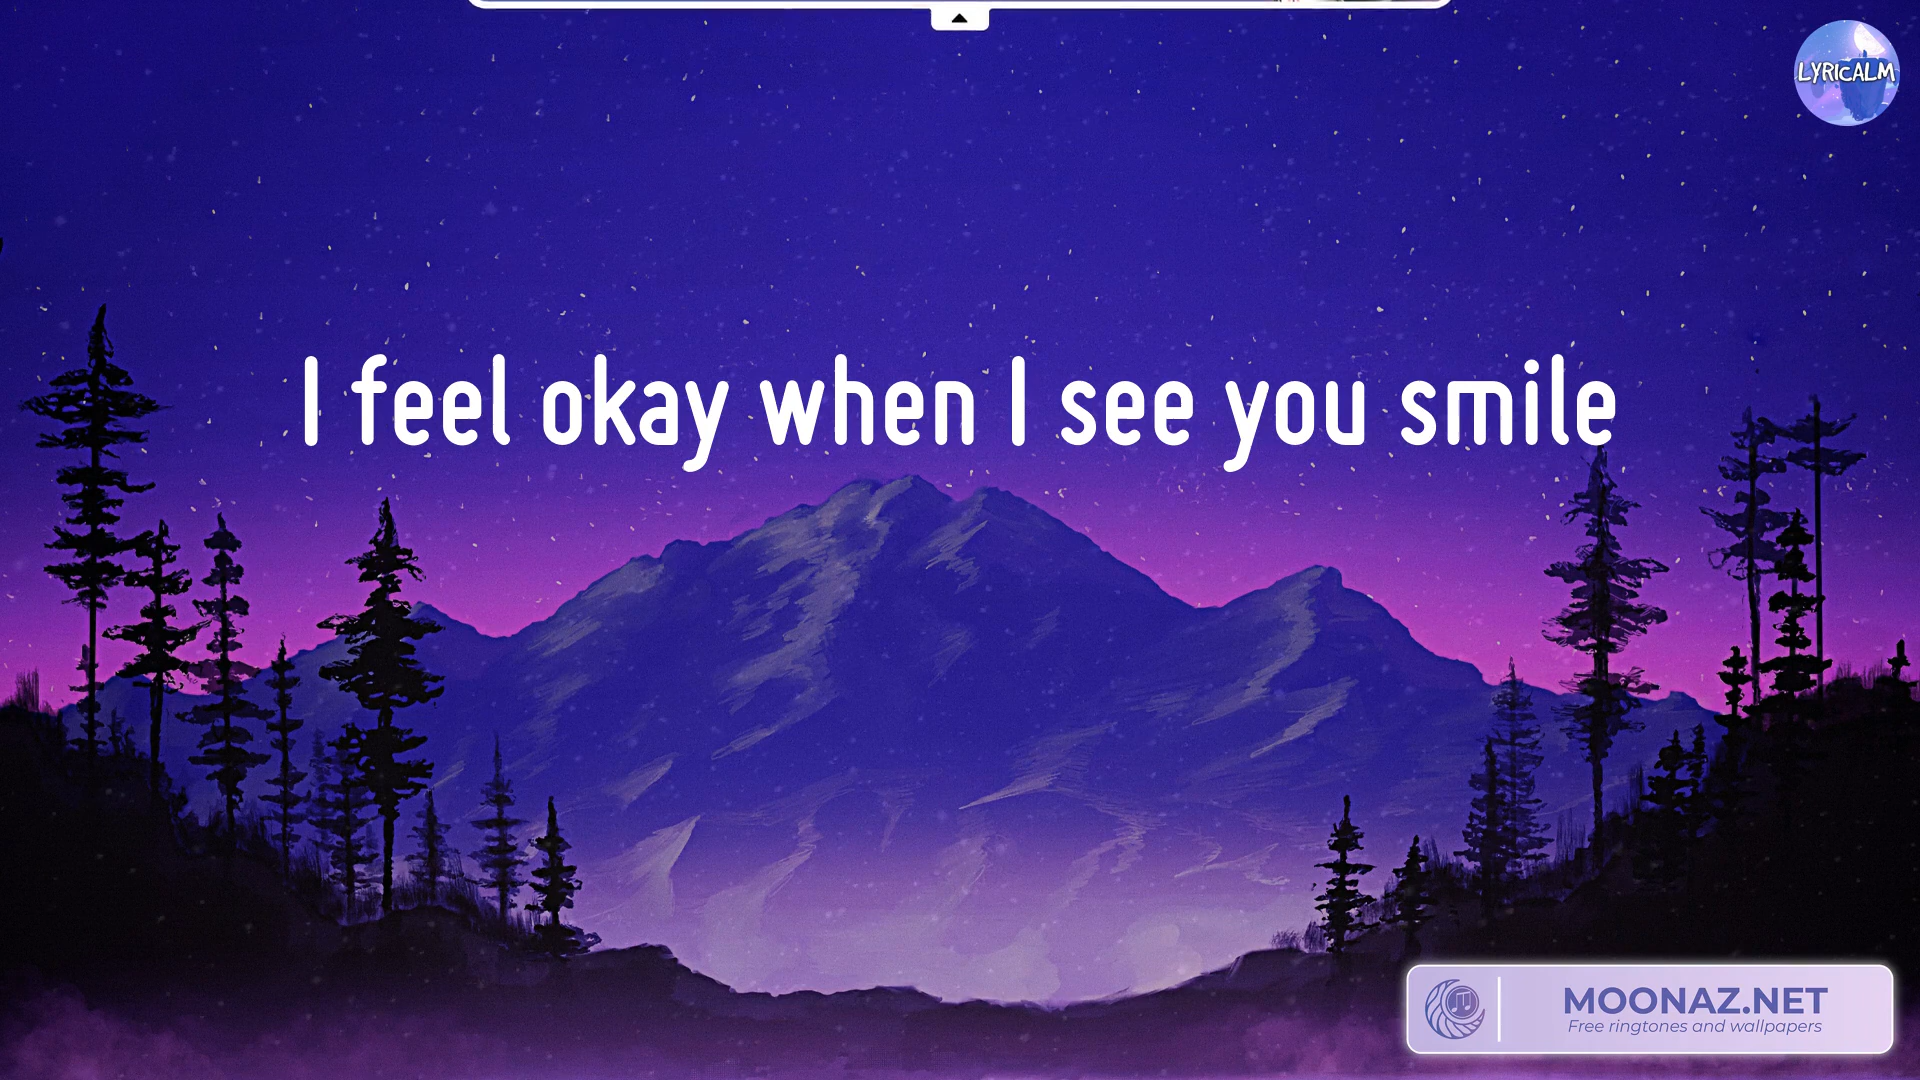 LYRICALM
I feel okay when I see you smile
MOONAZ.NET
Free ringtones and wallpapers